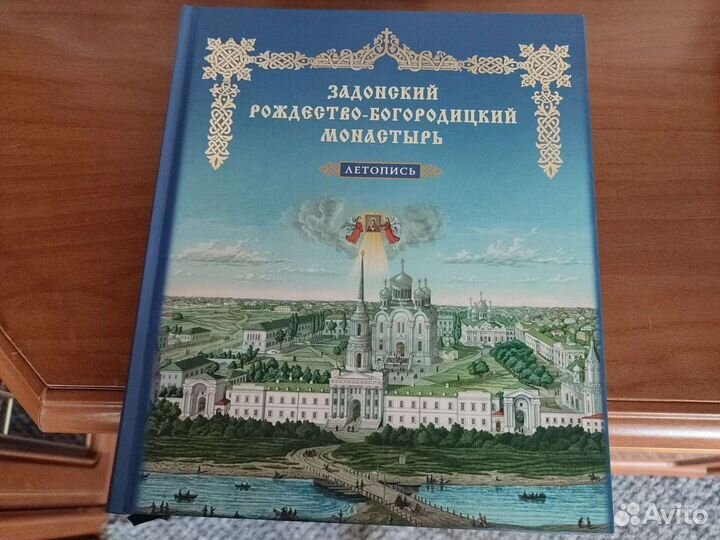 ЗАДОНСКИЙ
РОЖДЕСТВО-БОГОРОДИЦКИЙ
МОНАСТЫРЬ
ЛЕТОПИСЬ
Avito